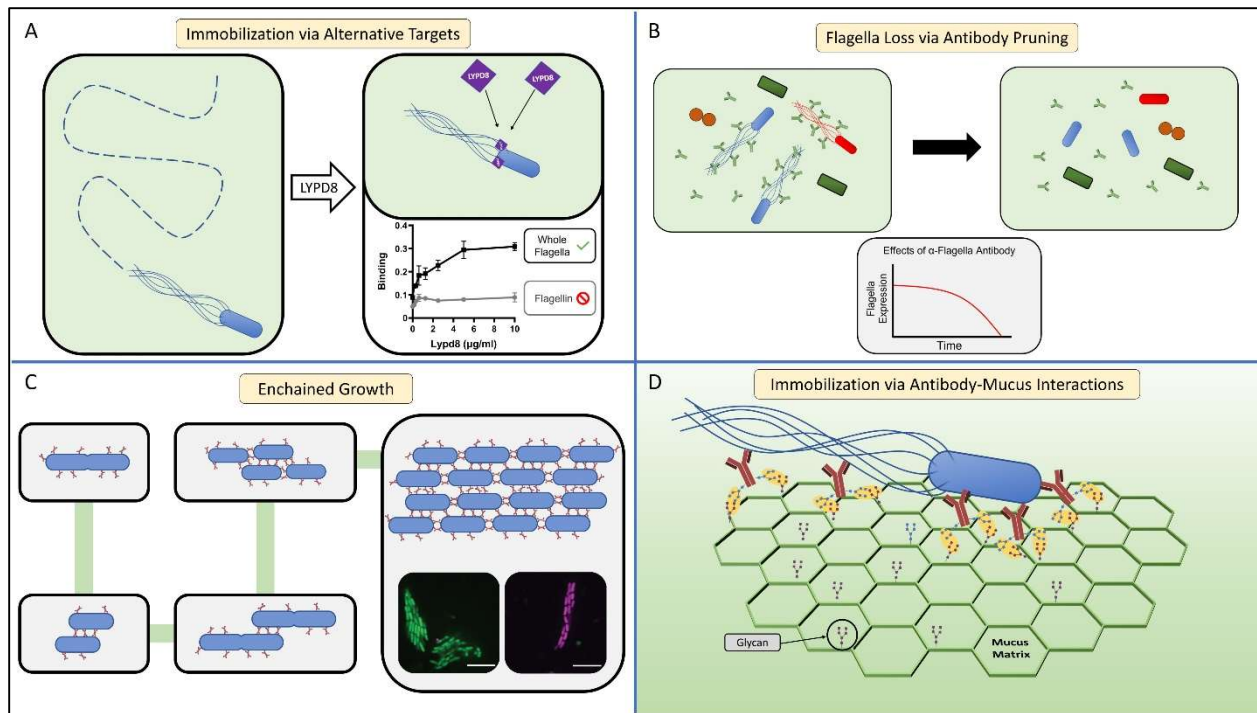 A
Immobilization via Alternative Targets
LYPD8
LYPD8
LYPD8
Binding
0.4
0.3
0.2
0.1
0
0
2
4
6
8
10
Lypd8 (µg/ml)
Whole
Flagella
Flagellin
B
Flagella Loss via Antibody Pruning
Effects of α-Flagella Antibody
Flagella
Expression
Time
C
Enchained Growth
D
Immobilization via Antibody-Mucus Interactions
Glycan
Mucus
Matrix